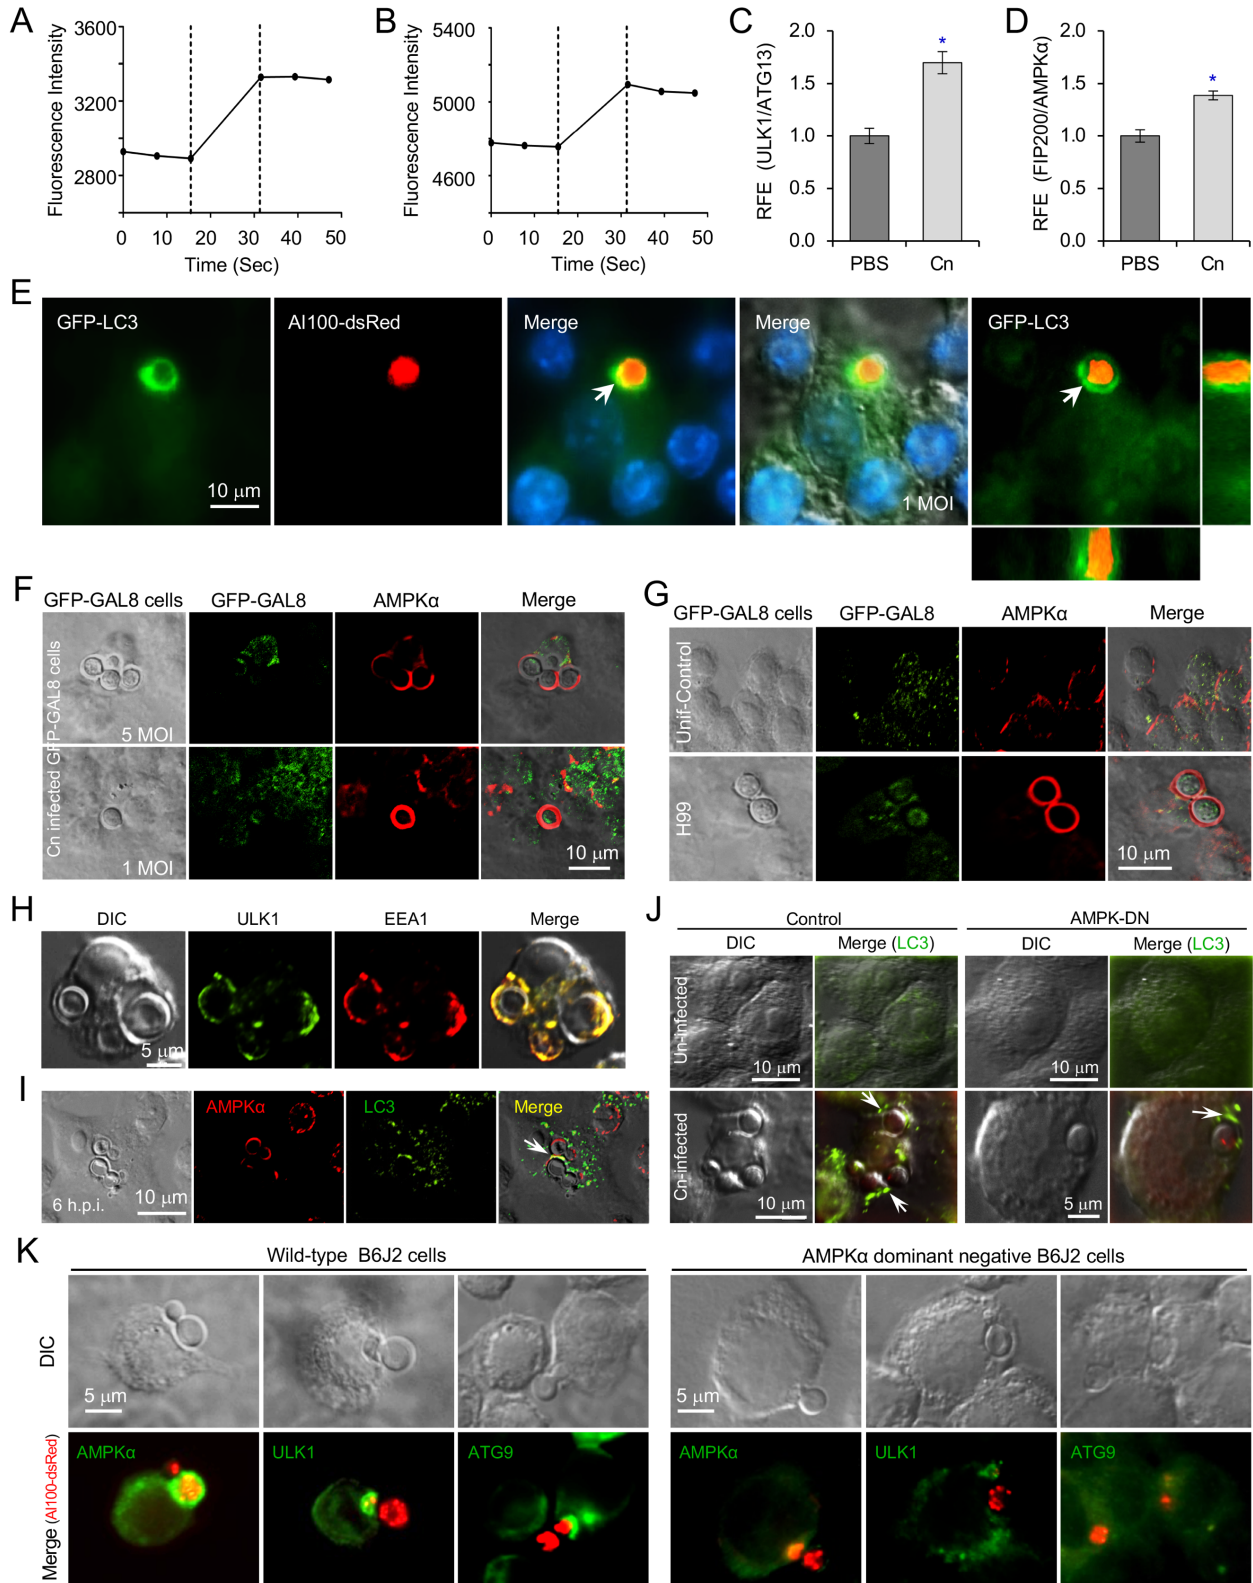 A
Fluorescence Intensity
3600
3200
2800
0 10 20 30 40 50
Time (Sec)
B
Fluorescence Intensity
5400
5000
4600
0 10 20 30 40 50
Time (Sec)
C
RFE (ULK1/ATG13)
2.0
1.5
1.0
0.5
0.0
*
PBS Cn
D
RFE (FIP200/AMPKα)
2.0
1.5
1.0
0.5
0.0
*
PBS Cn
E
GFP-LC3 AI100-dsRed Merge Merge GFP-LC3
10 μm
1 MOI
F
GFP-GAL8 cells GFP-GAL8 AMPKα Merge
Cn infected GFP-GAL8 cells
5 MOI
1 MOI
10 μm
G
GFP-GAL8 cells GFP-GAL8 AMPKα Merge
Unif-Control
H99
10 μm
H
DIC ULK1 EEA1 Merge
5 μm
I
AMPKα LC3 Merge
6 h.p.i. 10 μm
J
Control AMPK-DN
DIC Merge (LC3) DIC Merge (LC3)
Un-infected
10 μm 10 μm
Cn-infected
10 μm 5 μm
K
Wild-type B6J2 cells AMPKα dominant negative B6J2 cells
DIC
5 μm 5 μm
Merge (AI100-dsRed)
AMPKα ULK1 ATG9 AMPKα ULK1 ATG9